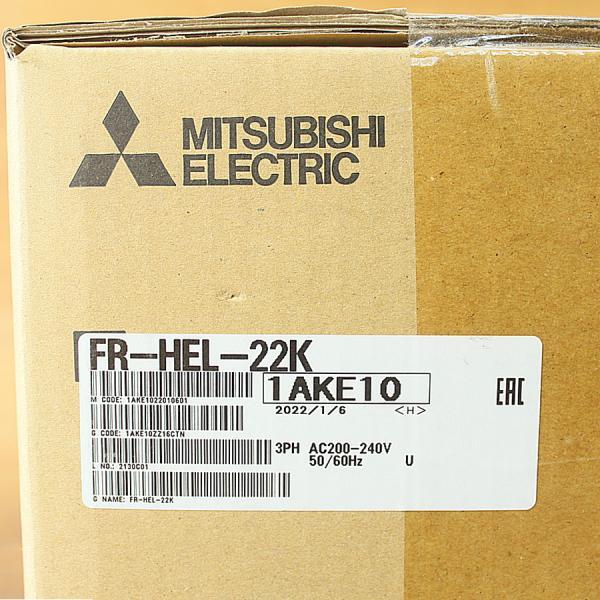 MITSUBISHI
ELECTRIC
FR-HEL-22K
1AKE10
M CODE: 1AKE1022010601
2022/1/6 <H>
G CODE: 1AKE10ZZ16CTN
3PH AC200-240V
50/60Hz U
L NO.: 2130C01
G NAME: FR-HEL-22K
EAC